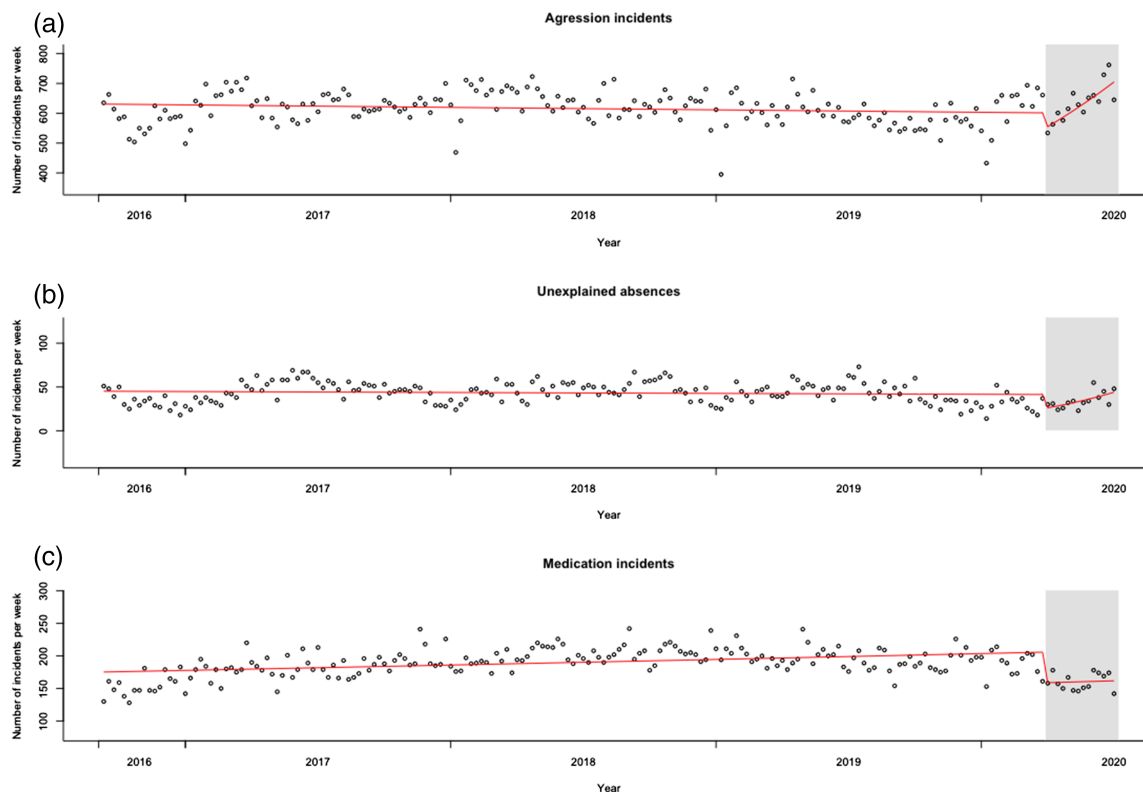 (a)
Agression incidents
Number of incidents per week
800
700
600
500
400
2016 2017 2018 2019 2020
Year
(b)
Unexplained absences
Number of incidents per week
100
50
0
2016 2017 2018 2019 2020
Year
(c)
Medication incidents
Number of incidents per week
300
250
200
150
100
2016 2017 2018 2019 2020
Year